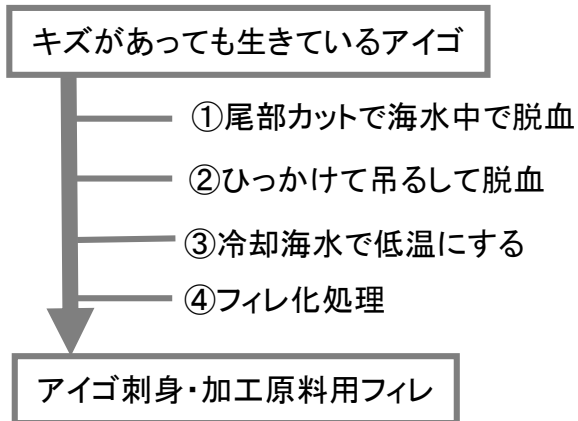 キズがあっても生きているアイゴ
①尾部カットで海水中で脱血
②ひっかけて吊るして脱血
③冷却海水で低温にする
④フィレ化処理
アイゴ刺身・加工原料用フィレ